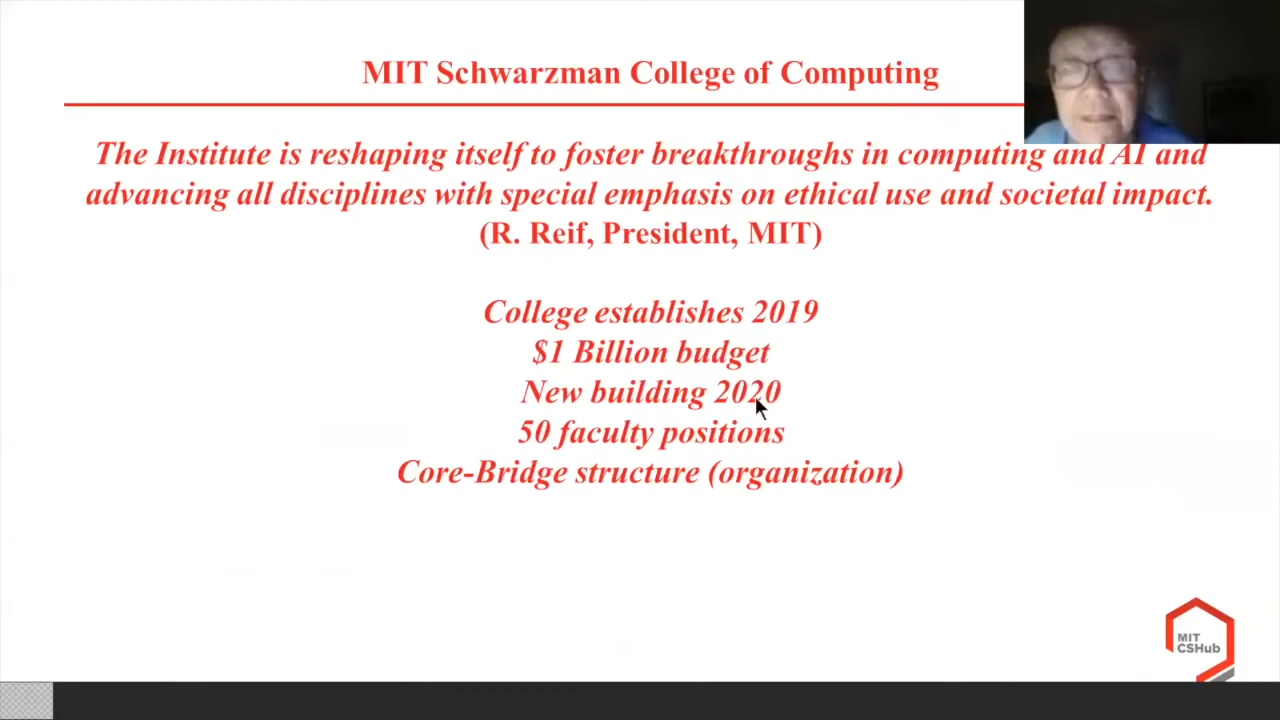 MIT Schwarzman College of Computing
The Institute is reshaping itself to foster breakthroughs in computing and AI and
advancing all disciplines with special emphasis on ethical use and societal impact.
(R. Reif, President, MIT)
College establishes 2019
$1 Billion budget
New building 2020
50 faculty positions
Core-Bridge structure (organization)
MIT
CSHub